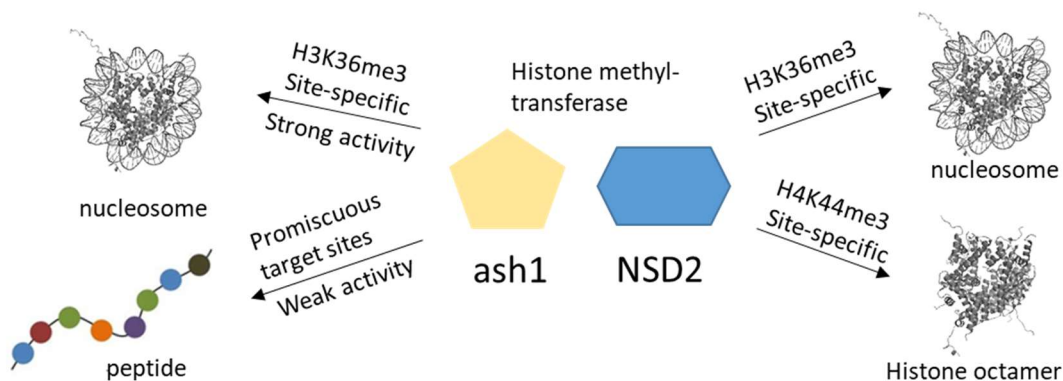 H3K36me3
Site-specific
Strong activity
nucleosome
Promiscuous
target sites
Weak activity
peptide
Histone methyl-
transferase
ash1
NSD2
H3K36me3
Site-specific
nucleosome
H4K44me3
Site-specific
Histone octamer